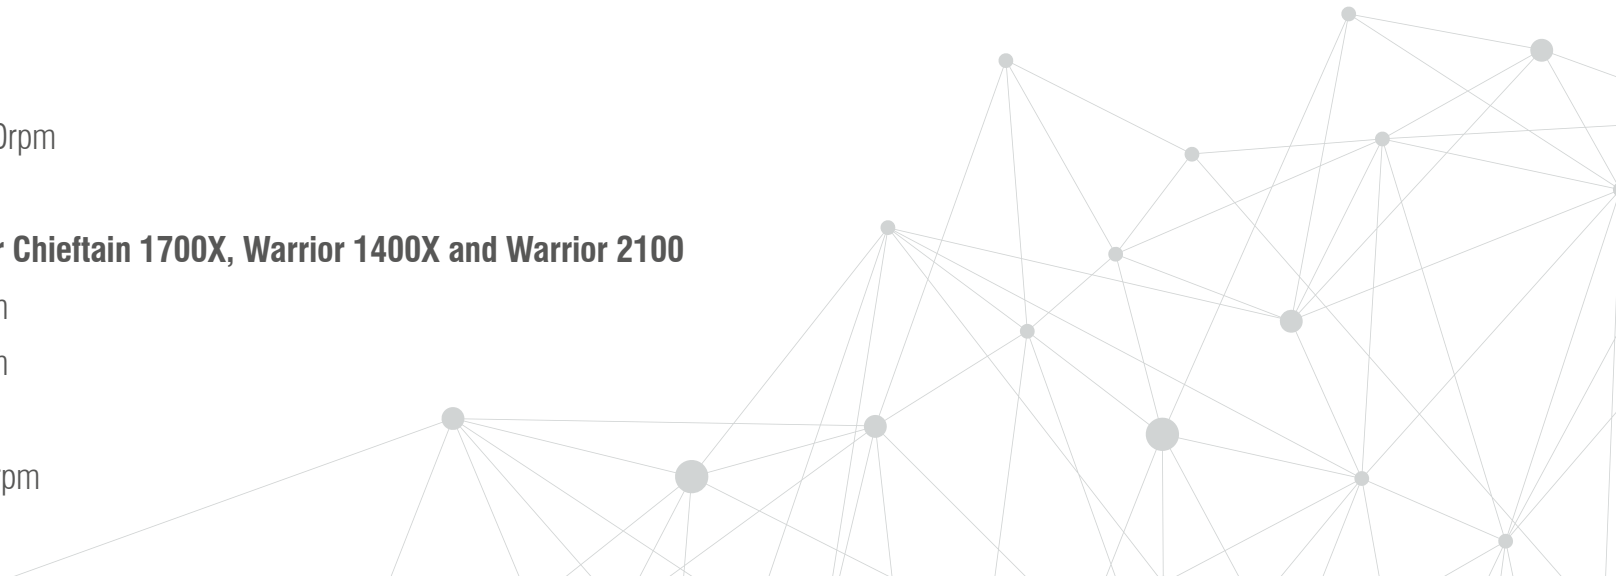 0rpm
r Chieftain 1700X, Warrior 1400X and Warrior 2100
m
m
rpm